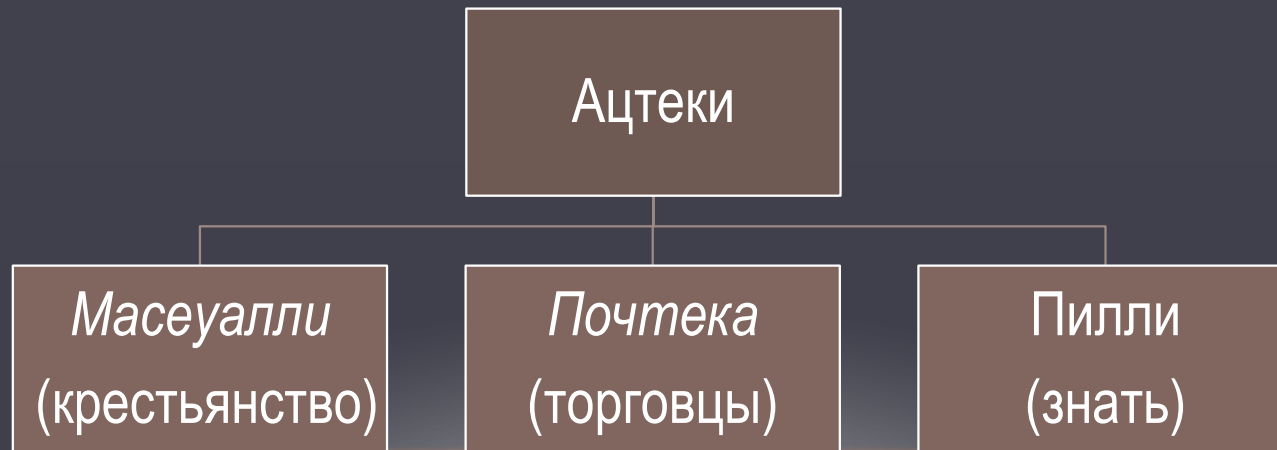 Ацтеки
Масеуалли
(крестьянство)
Почтека
(торговцы)
Пилли
(знать)